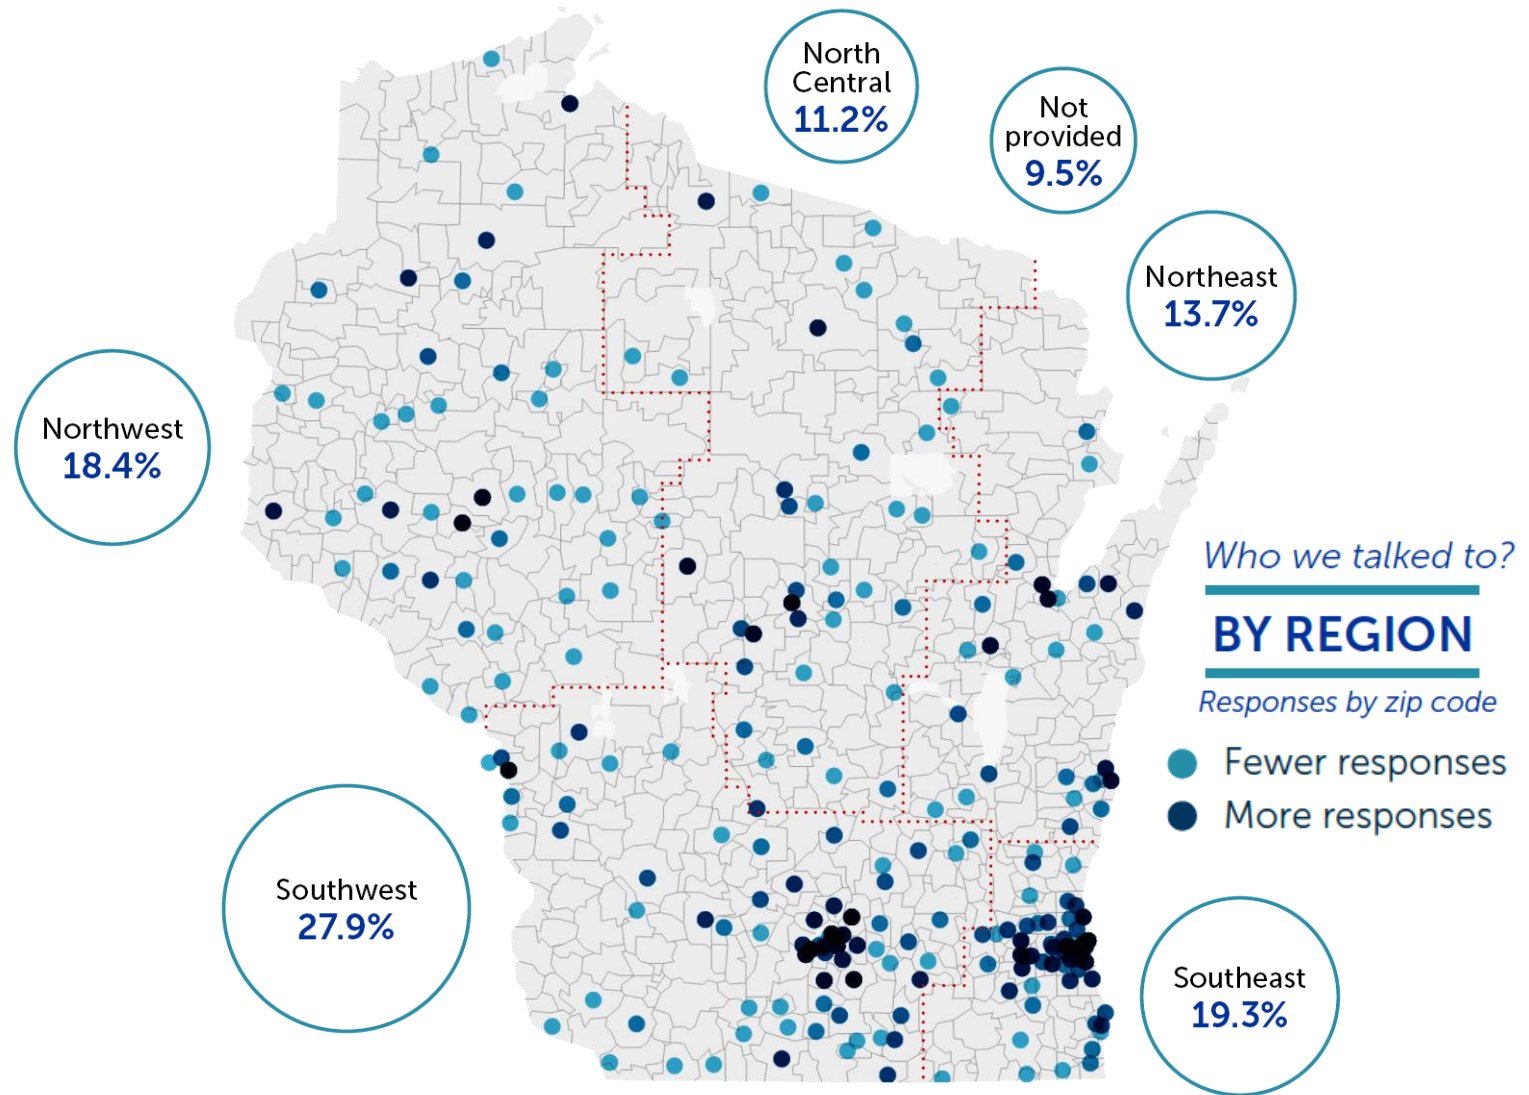 North
Central
11.2%
Not
provided
9.5%
Northeast
13.7%
Northwest
18.4%
Who we talked to?
BY REGION
Responses by zip code
Fewer responses
More responses
Southwest
27.9%
Southeast
19.3%